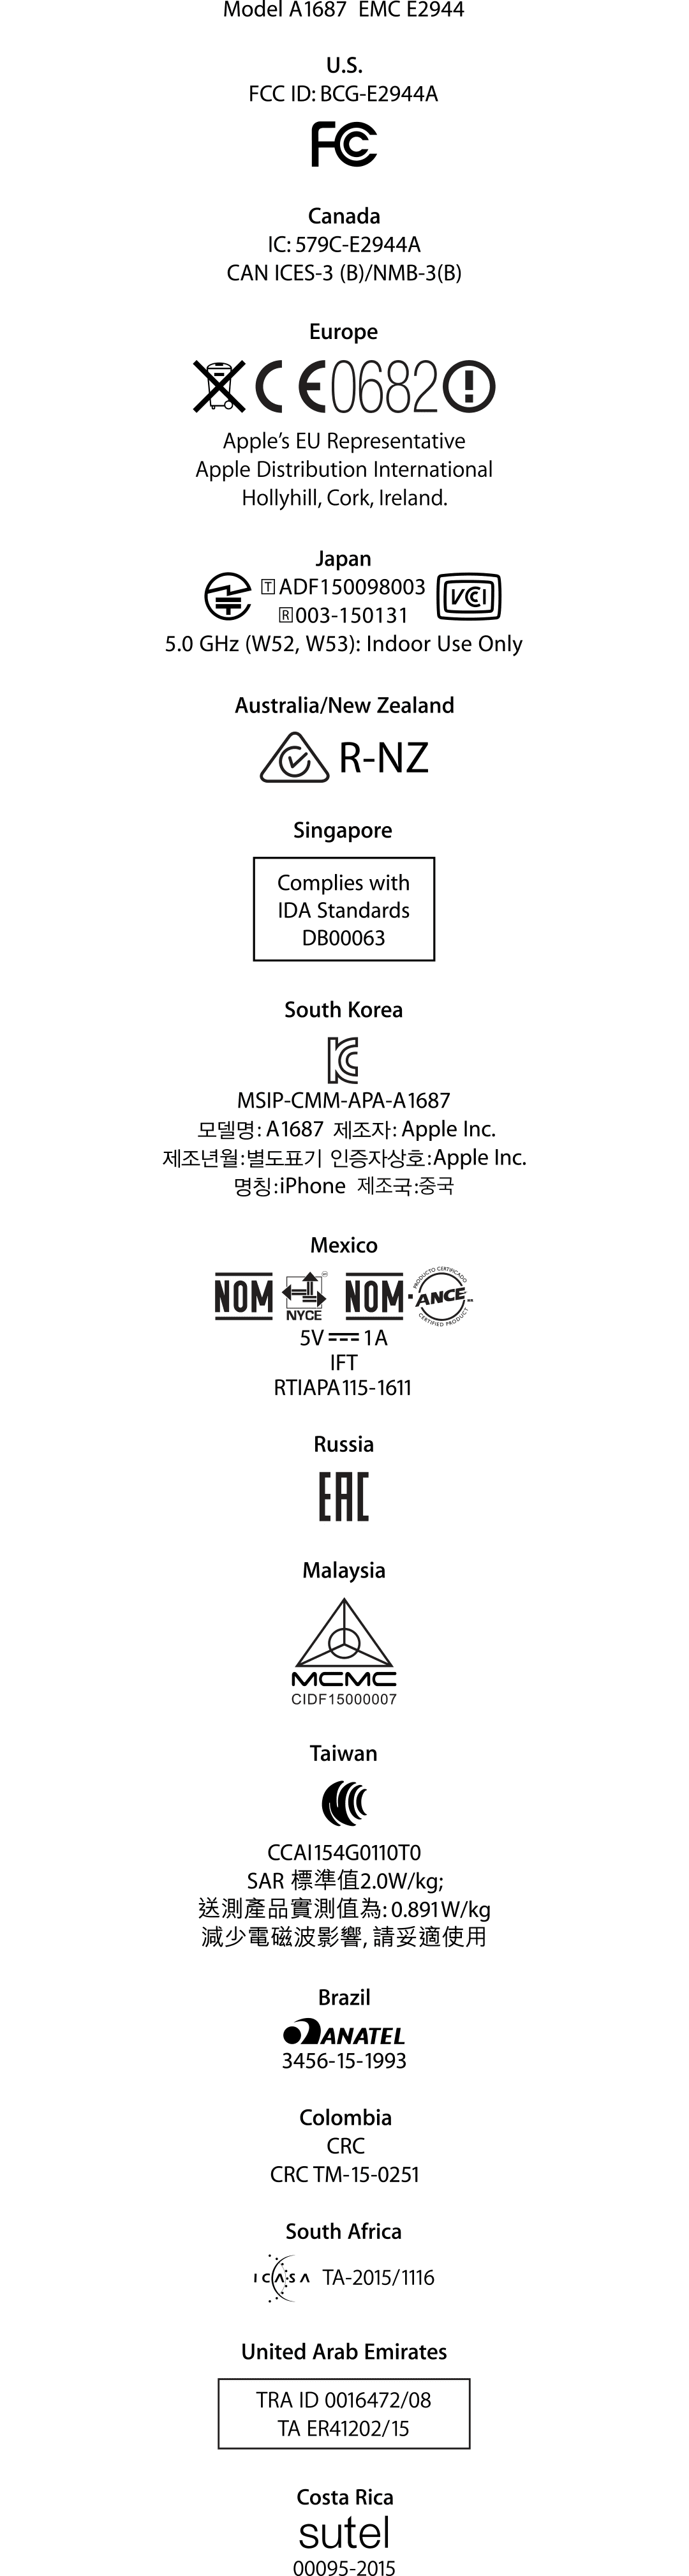 Model A1687 EMC E2944
U.S.
FCC ID: BCG-E2944A
FC
Canada
IC: 579C-E2944A
CAN ICES-3 (B)/NMB-3(B)
Europe
CE0682
Apple’s EU Representative
Apple Distribution International
Hollyhill, Cork, Ireland.
Japan
T ADF150098003
VCI
R 003-150131
5.0 GHz (W52, W53): Indoor Use Only
Australia/New Zealand
R-NZ
Singapore
Complies with
IDA Standards
DB00063
South Korea
KC
MSIP-CMM-APA-A1687
모델명: A1687 제조자: Apple Inc.
제조년월:별도표기 인증자상호:Apple Inc.
명칭:iPhone 제조국:중국
Mexico
NOM NYCE NOM-ANCE
PRODUCTO CERTIFICADO
CERTIFIED PRODUCT
5V 1A
IFT
RTIAPA115-1611
Russia
EAC
Malaysia
MCMC
CIDF15000007
Taiwan
CCAI154G0110T0
SAR 標準值2.0W/kg;
送測產品實測值為: 0.891W/kg
減少電磁波影響, 請妥適使用
Brazil
ANATEL
3456-15-1993
Colombia
CRC
CRC TM-15-0251
South Africa
ICASA TA-2015/1116
United Arab Emirates
TRA ID 0016472/08
TA ER41202/15
Costa Rica
sutel
00095-2015